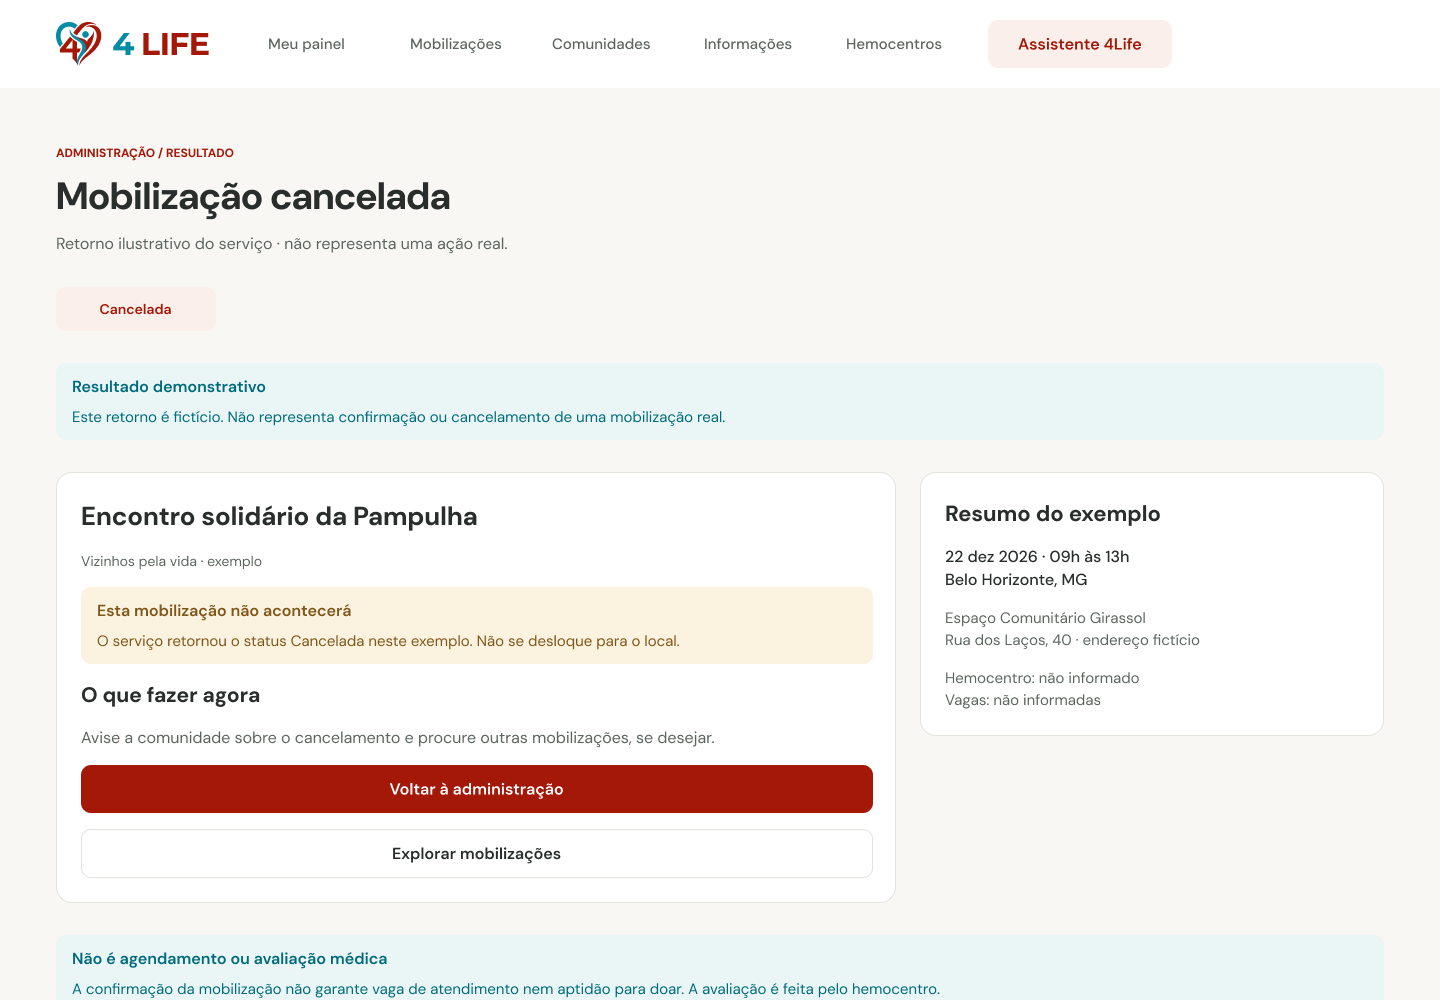 4 LIFE
Meu painel
Mobilizações
Comunidades
Informações
Hemocentros
Assistente 4Life
ADMINISTRAÇÃO / RESULTADO
Mobilização cancelada
Retorno ilustrativo do serviço · não representa uma ação real.
Cancelada
Resultado demonstrativo
Este retorno é fictício. Não representa confirmação ou cancelamento de uma mobilização real.
Encontro solidário da Pampulha
Vizinhos pela vida · exemplo
Esta mobilização não acontecerá
O serviço retornou o status Cancelada neste exemplo. Não se desloque para o local.
O que fazer agora
Avise a comunidade sobre o cancelamento e procure outras mobilizações, se desejar.
Voltar à administração
Explorar mobilizações
Resumo do exemplo
22 dez 2026 · 09h às 13h
Belo Horizonte, MG
Espaço Comunitário Girassol
Rua dos Laços, 40 · endereço fictício
Hemocentro: não informado
Vagas: não informadas
Não é agendamento ou avaliação médica
A confirmação da mobilização não garante vaga de atendimento nem aptidão para doar. A avaliação é feita pelo hemocentro.